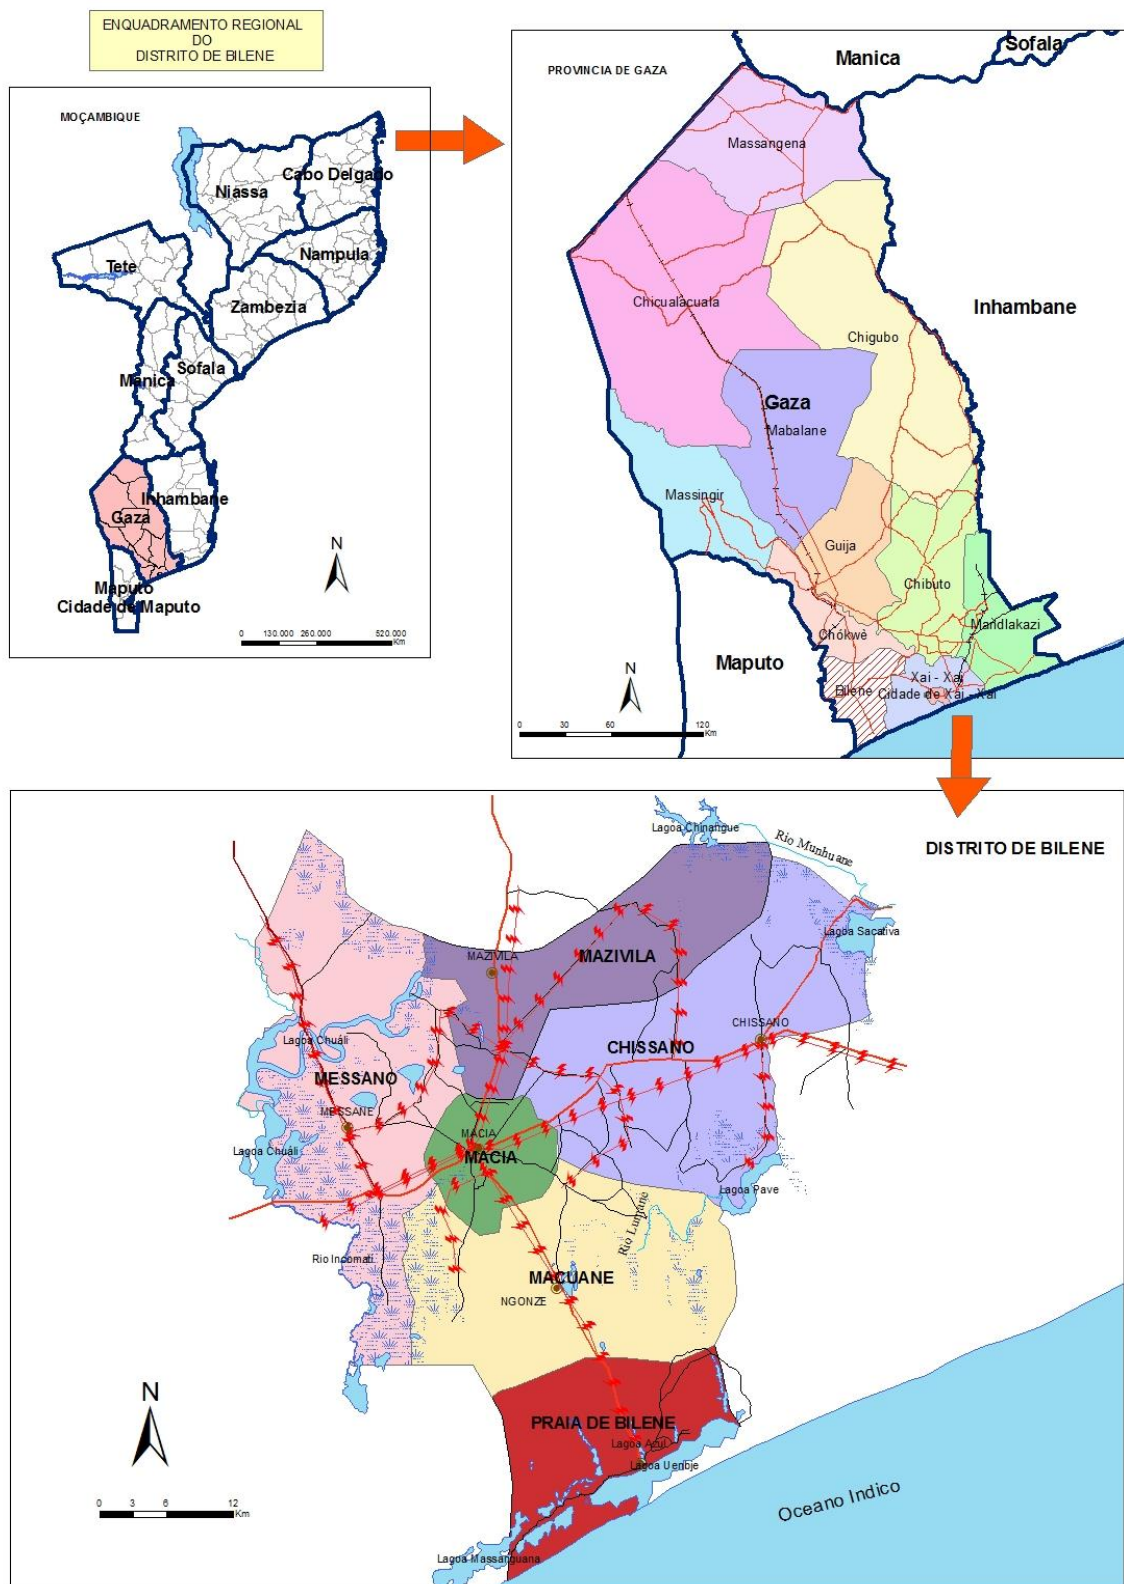 ENQUADRAMENTO REGIONAL
DO
DISTRITO DE BILENE
MOÇAMBIQUE
Niassa
Cabo Delgado
Nampula
Tete
Zambezia
Manica
Sofala
Inhambane
Gaza
Maputo
Cidade de Maputo
N
0 130.000 260.000 520.000
Km
PROVINCIA DE GAZA
Manica
Sofala
Massangena
Inhambane
Chicualacuala
Chigubo
Gaza
Mabalane
Massingir
Guija
Chibuto
Mandlakazi
Chókwè
Maputo
Xai - Xai
Bilene
Cidade de Xai - Xai
N
0 30 60 120
Km
DISTRITO DE BILENE
Lagoa Chinangue
Rio Munhuane
Lagoa Sacativa
MAZIVILA
MAZIVILA
CHISSANO
CHISSANO
Lagoa Chuáli
MESSANO
MESSANE
Lagoa Chuáli
MACIA
MACIA
Lagoa Pave
Rio Lumane
Rio Incomati
MACUANE
NGONZE
PRAIA DE BILENE
Lagoa Azul
Lagoa Uembje
Lagoa Massanguana
Oceano Indico
N
0 3 6 12
Km